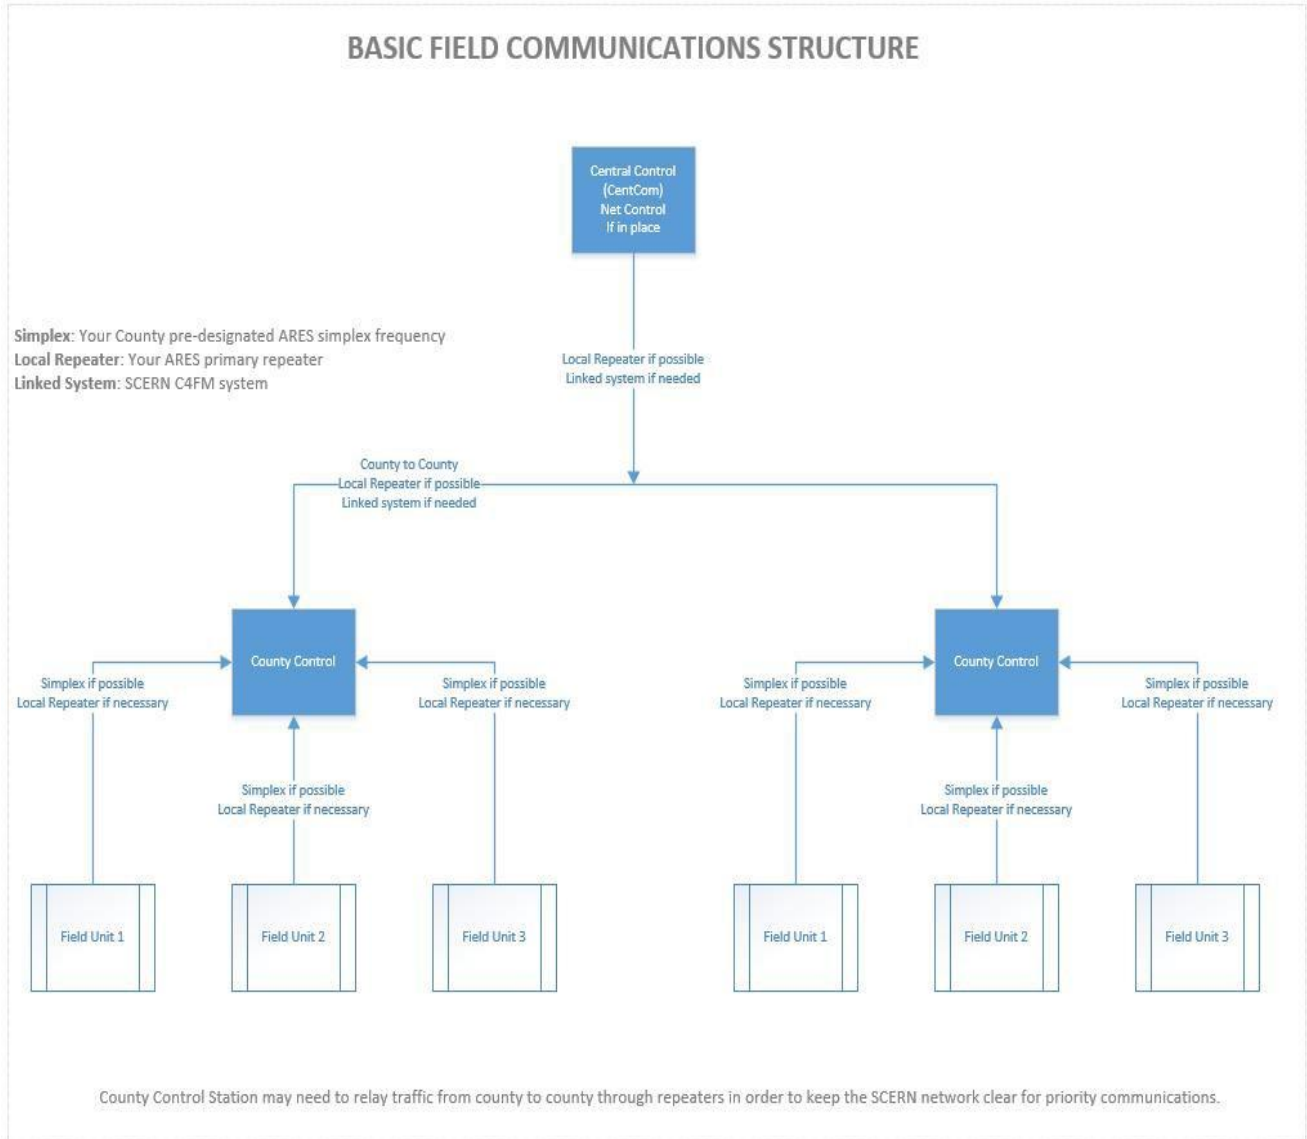 BASIC FIELD COMMUNICATIONS STRUCTURE
Central Control
(CentCom)
Net Control
If in place
Simplex: Your County pre-designated ARES simplex frequency
Local Repeater: Your ARES primary repeater
Linked System: SCERN C4FM system
Local Repeater if possible
Linked system if needed
County to County
Local Repeater if possible
Linked system if needed
County Control
County Control
Simplex if possible
Local Repeater if necessary
Simplex if possible
Local Repeater if necessary
Simplex if possible
Local Repeater if necessary
Simplex if possible
Local Repeater if necessary
Simplex if possible
Local Repeater if necessary
Simplex if possible
Local Repeater if necessary
Field Unit 1
Field Unit 2
Field Unit 3
Field Unit 1
Field Unit 2
Field Unit 3
County Control Station may need to relay traffic from county to county through repeaters in order to keep the SCERN network clear for priority communications.